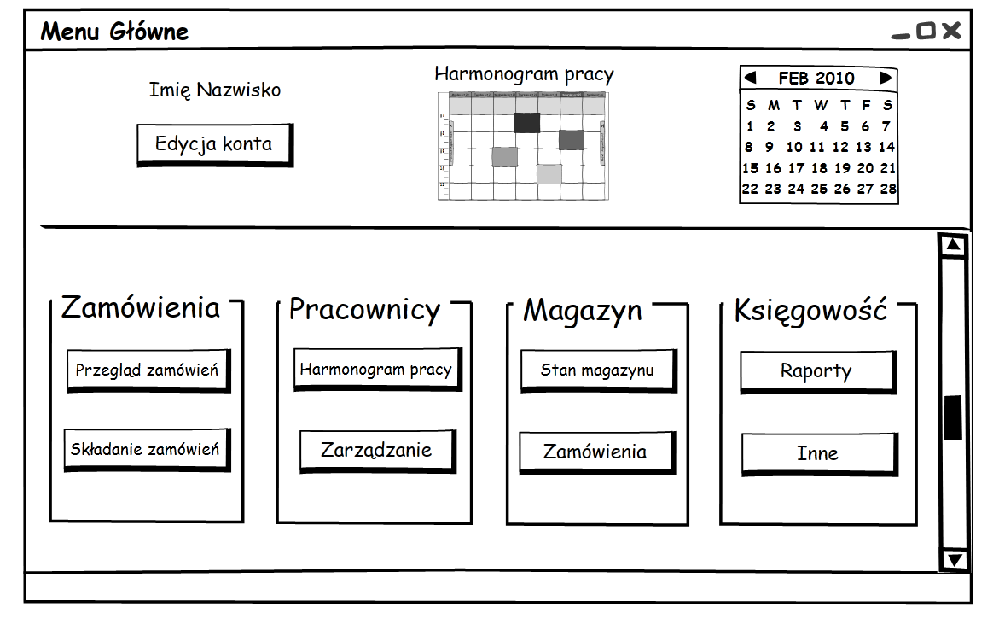 Menu Główne
Imię Nazwisko
Edycja konta
Harmonogram pracy
FEB 2010
S M T W T F S
1 2 3 4 5 6 7
8 9 10 11 12 13 14
15 16 17 18 19 20 21
22 23 24 25 26 27 28
Zamówienia
Przegląd zamówień
Składanie zamówień
Pracownicy
Harmonogram pracy
Zarządzanie
Magazyn
Stan magazynu
Zamówienia
Księgowość
Raporty
Inne